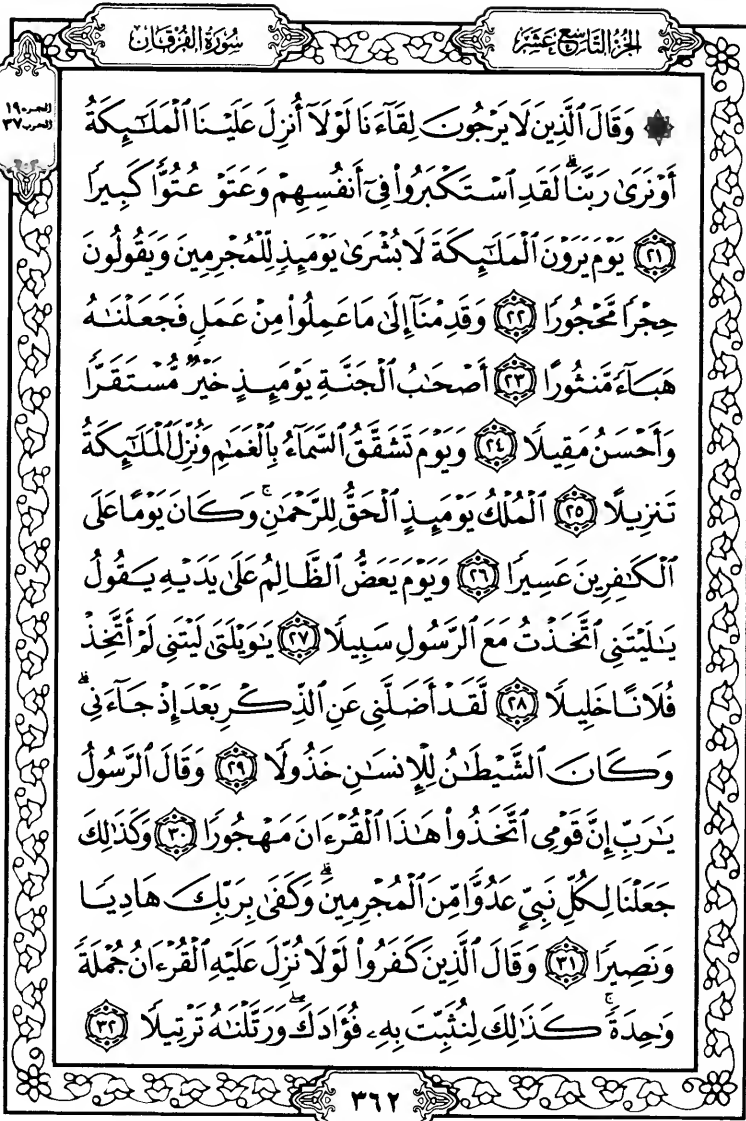 الجزء التاسع عشر
سورة الفرقان
الجزء ١٩
الحزب ٣٧
۞ وَقَالَ ٱلَّذِينَ لَا يَرْجُونَ لِقَآءَنَا لَوْلَآ أُنزِلَ عَلَيْنَا ٱلْمَلَٰٓئِكَةُ
أَوْ نَرَىٰ رَبَّنَا ۗ لَقَدِ ٱسْتَكْبَرُوا۟ فِىٓ أَنفُسِهِمْ وَعَتَوْ عُتُوًّا كَبِيرًا
٢١ يَوْمَ يَرَوْنَ ٱلْمَلَٰٓئِكَةَ لَا بُشْرَىٰ يَوْمَئِذٍ لِّلْمُجْرِمِينَ وَيَقُولُونَ
حِجْرًا مَّحْجُورًا ٢٢ وَقَدِمْنَآ إِلَىٰ مَا عَمِلُوا۟ مِنْ عَمَلٍ فَجَعَلْنَٰهُ
هَبَآءً مَّنثُورًا ٢٣ أَصْحَٰبُ ٱلْجَنَّةِ يَوْمَئِذٍ خَيْرٌ مُّسْتَقَرًّا
وَأَحْسَنُ مَقِيلًا ٢٤ وَيَوْمَ تَشَقَّقُ ٱلسَّمَآءُ بِٱلْغَمَٰمِ وَنُزِّلَ ٱلْمَلَٰٓئِكَةُ
تَنزِيلًا ٢٥ ٱلْمُلْكُ يَوْمَئِذٍ ٱلْحَقُّ لِلرَّحْمَٰنِ ۚ وَكَانَ يَوْمًا عَلَى
ٱلْكَٰفِرِينَ عَسِيرًا ٢٦ وَيَوْمَ يَعَضُّ ٱلظَّالِمُ عَلَىٰ يَدَيْهِ يَقُولُ
يَٰلَيْتَنِى ٱتَّخَذْتُ مَعَ ٱلرَّسُولِ سَبِيلًا ٢٧ يَٰوَيْلَتَىٰ لَيْتَنِى لَمْ أَتَّخِذْ
فُلَانًا خَلِيلًا ٢٨ لَّقَدْ أَضَلَّنِى عَنِ ٱلذِّكْرِ بَعْدَ إِذْ جَآءَنِى ۗ
وَكَانَ ٱلشَّيْطَٰنُ لِلْإِنسَٰنِ خَذُولًا ٢٩ وَقَالَ ٱلرَّسُولُ
يَٰرَبِّ إِنَّ قَوْمِى ٱتَّخَذُوا۟ هَٰذَا ٱلْقُرْءَانَ مَهْجُورًا ٣٠ وَكَذَٰلِكَ
جَعَلْنَا لِكُلِّ نَبِىٍّ عَدُوًّا مِّنَ ٱلْمُجْرِمِينَ ۗ وَكَفَىٰ بِرَبِّكَ هَادِيًا
وَنَصِيرًا ٣١ وَقَالَ ٱلَّذِينَ كَفَرُوا۟ لَوْلَا نُزِّلَ عَلَيْهِ ٱلْقُرْءَانُ جُمْلَةً
وَٰحِدَةً ۚ كَذَٰلِكَ لِنُثَبِّتَ بِهِۦ فُؤَادَكَ ۖ وَرَتَّلْنَٰهُ تَرْتِيلًا ٣٢
٣٦٢